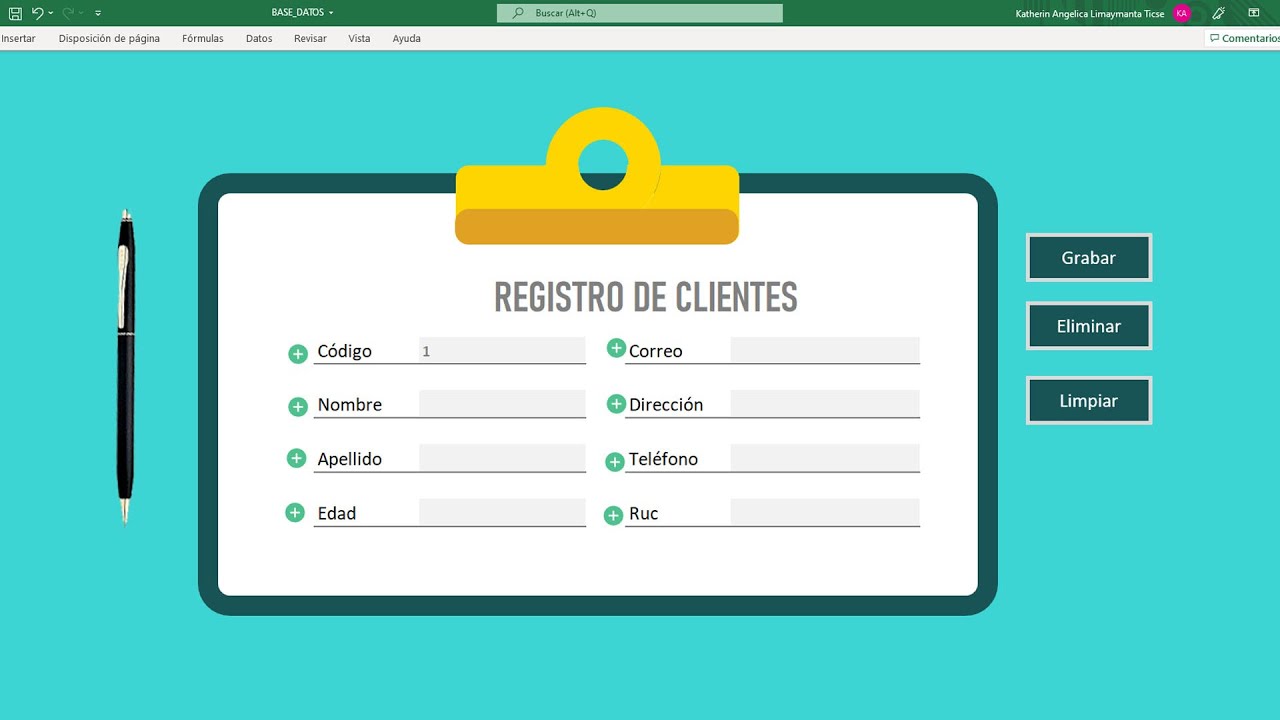 BASE_DATOS
Buscar (Alt+Q)
Katherin Angelica Limaymanta Ticse
KA
Insertar
Disposición de página
Fórmulas
Datos
Revisar
Vista
Ayuda
Comentarios
REGISTRO DE CLIENTES
Código 1
Correo
Nombre
Dirección
Apellido
Teléfono
Edad
Ruc
Grabar
Eliminar
Limpiar